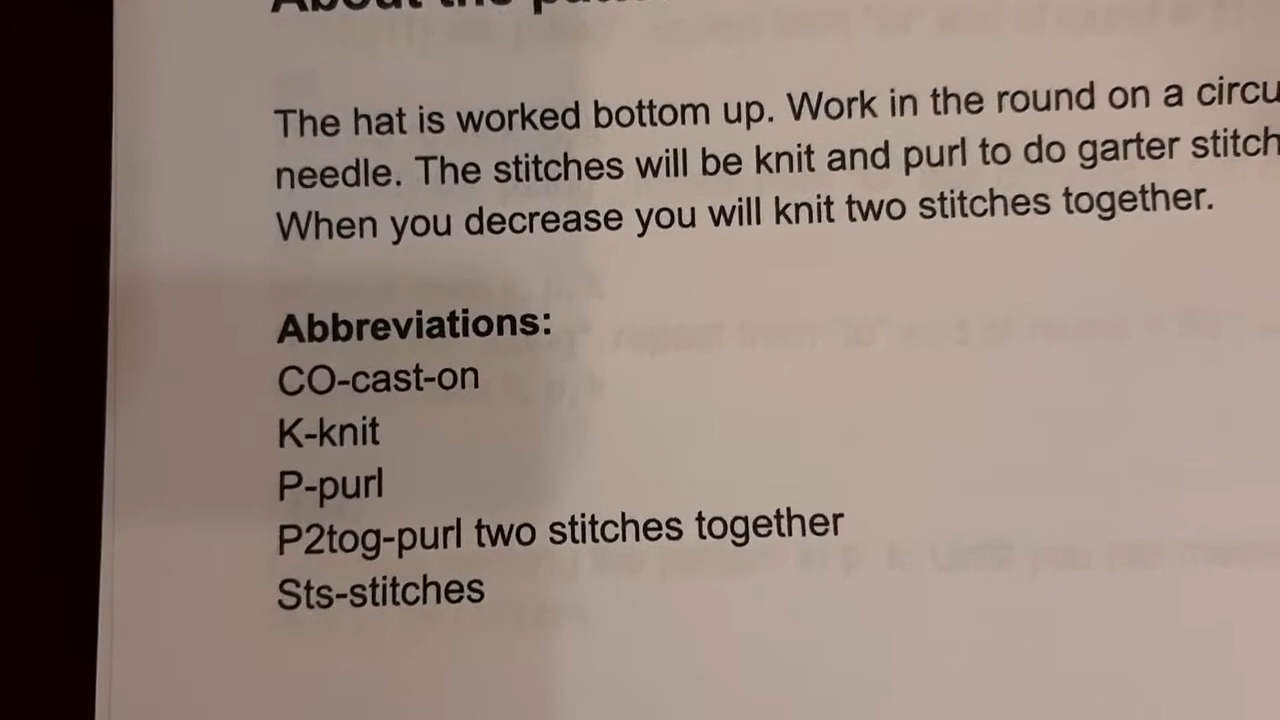 About the
The hat is worked bottom up. Work in the round on a circu
needle. The stitches will be knit and purl to do garter stitch
When you decrease you will knit two stitches together.
Abbreviations:
CO-cast-on
K-knit
P-purl
P2tog-purl two stitches together
Sts-stitches